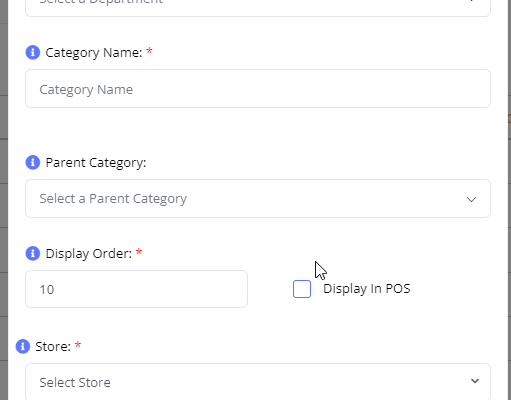 Select a Department
Category Name: *
Category Name
Parent Category:
Select a Parent Category
Display Order: *
10
Display In POS
Store: *
Select Store